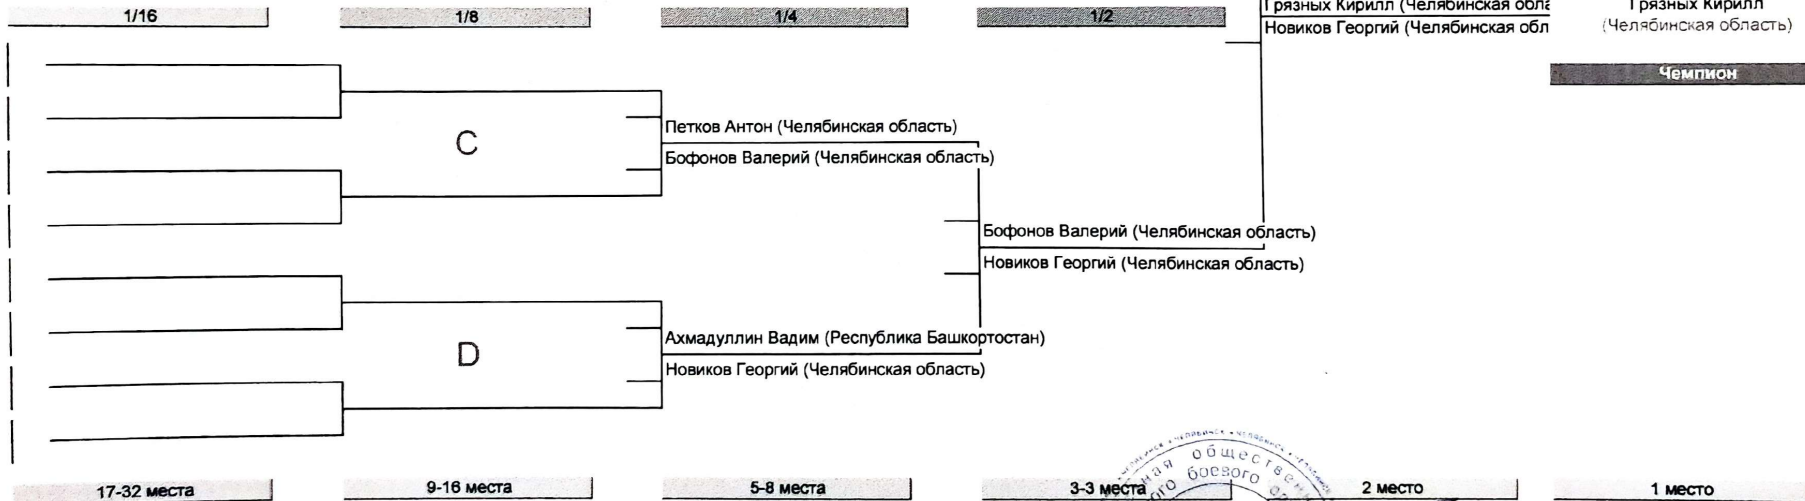 1/16 1/8 1/4 1/2
Грязных Кирилл (Челябинская обла
Новиков Георгий (Челябинская обл
Грязных Кирилл
(Челябинская область)
Чемпион
C
Петков Антон (Челябинская область)
Бофонов Валерий (Челябинская область)
Бофонов Валерий (Челябинская область)
Новиков Георгий (Челябинская область)
D
Ахмадуллин Вадим (Республика Башкортостан)
Новиков Георгий (Челябинская область)
боевого
17-32 места 9-16 места 5-8 места 3-3 места 2 место 1 место